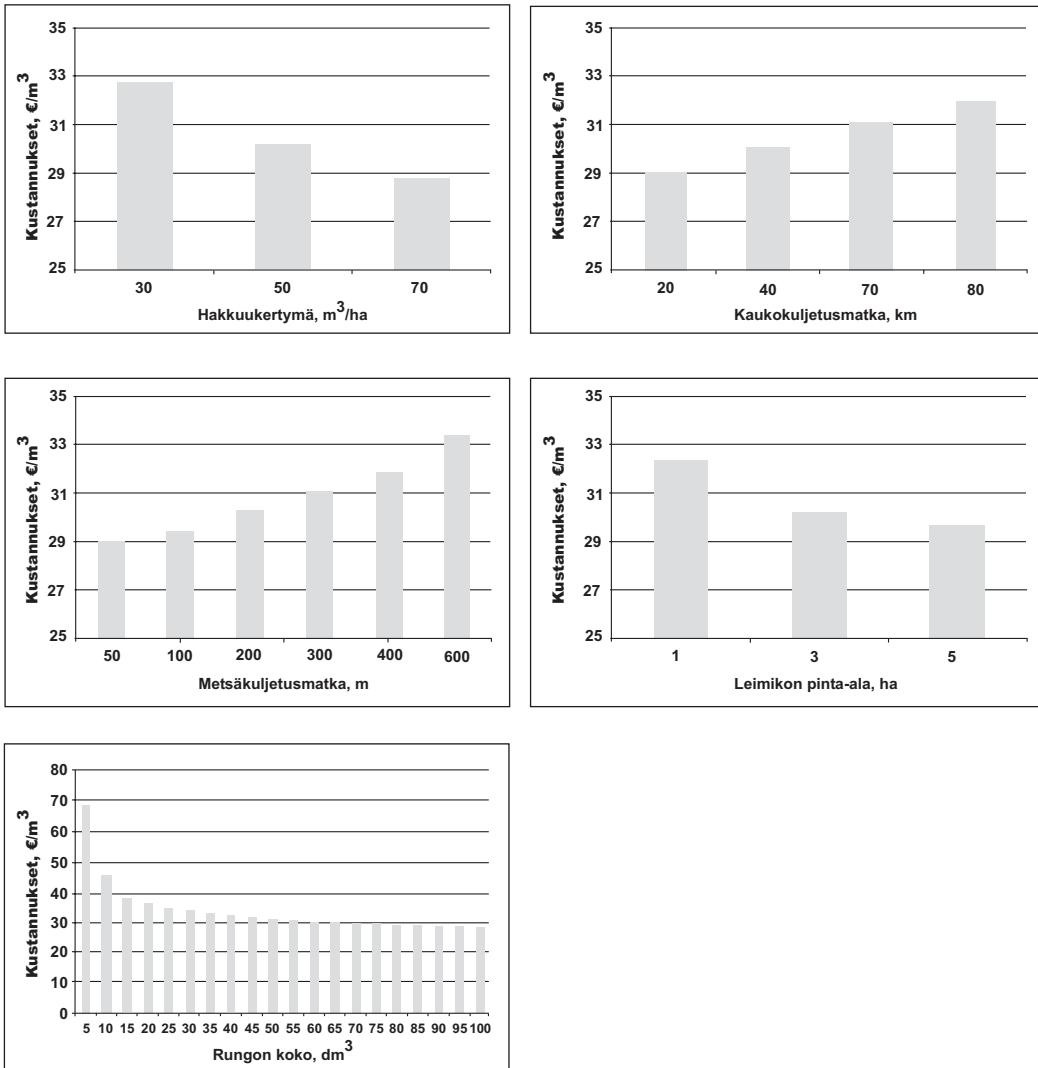 35
33
31
29
27
25
Kustannukset, €/m³
30 50 70
Hakkuukertymä, m³/ha
35
33
31
29
27
25
Kustannukset, €/m³
20 40 70 80
Kaukokuljetusmatka, km
35
33
31
29
27
25
Kustannukset, €/m³
50 100 200 300 400 600
Metsäkuljetusmatka, m
35
33
31
29
27
25
Kustannukset, €/m³
1 3 5
Leimikon pinta-ala, ha
80
70
60
50
40
30
20
10
0
Kustannukset, €/m³
5 10 15 20 25 30 35 40 45 50 55 60 65 70 75 80 85 90 95 100
Rungon koko, dm³